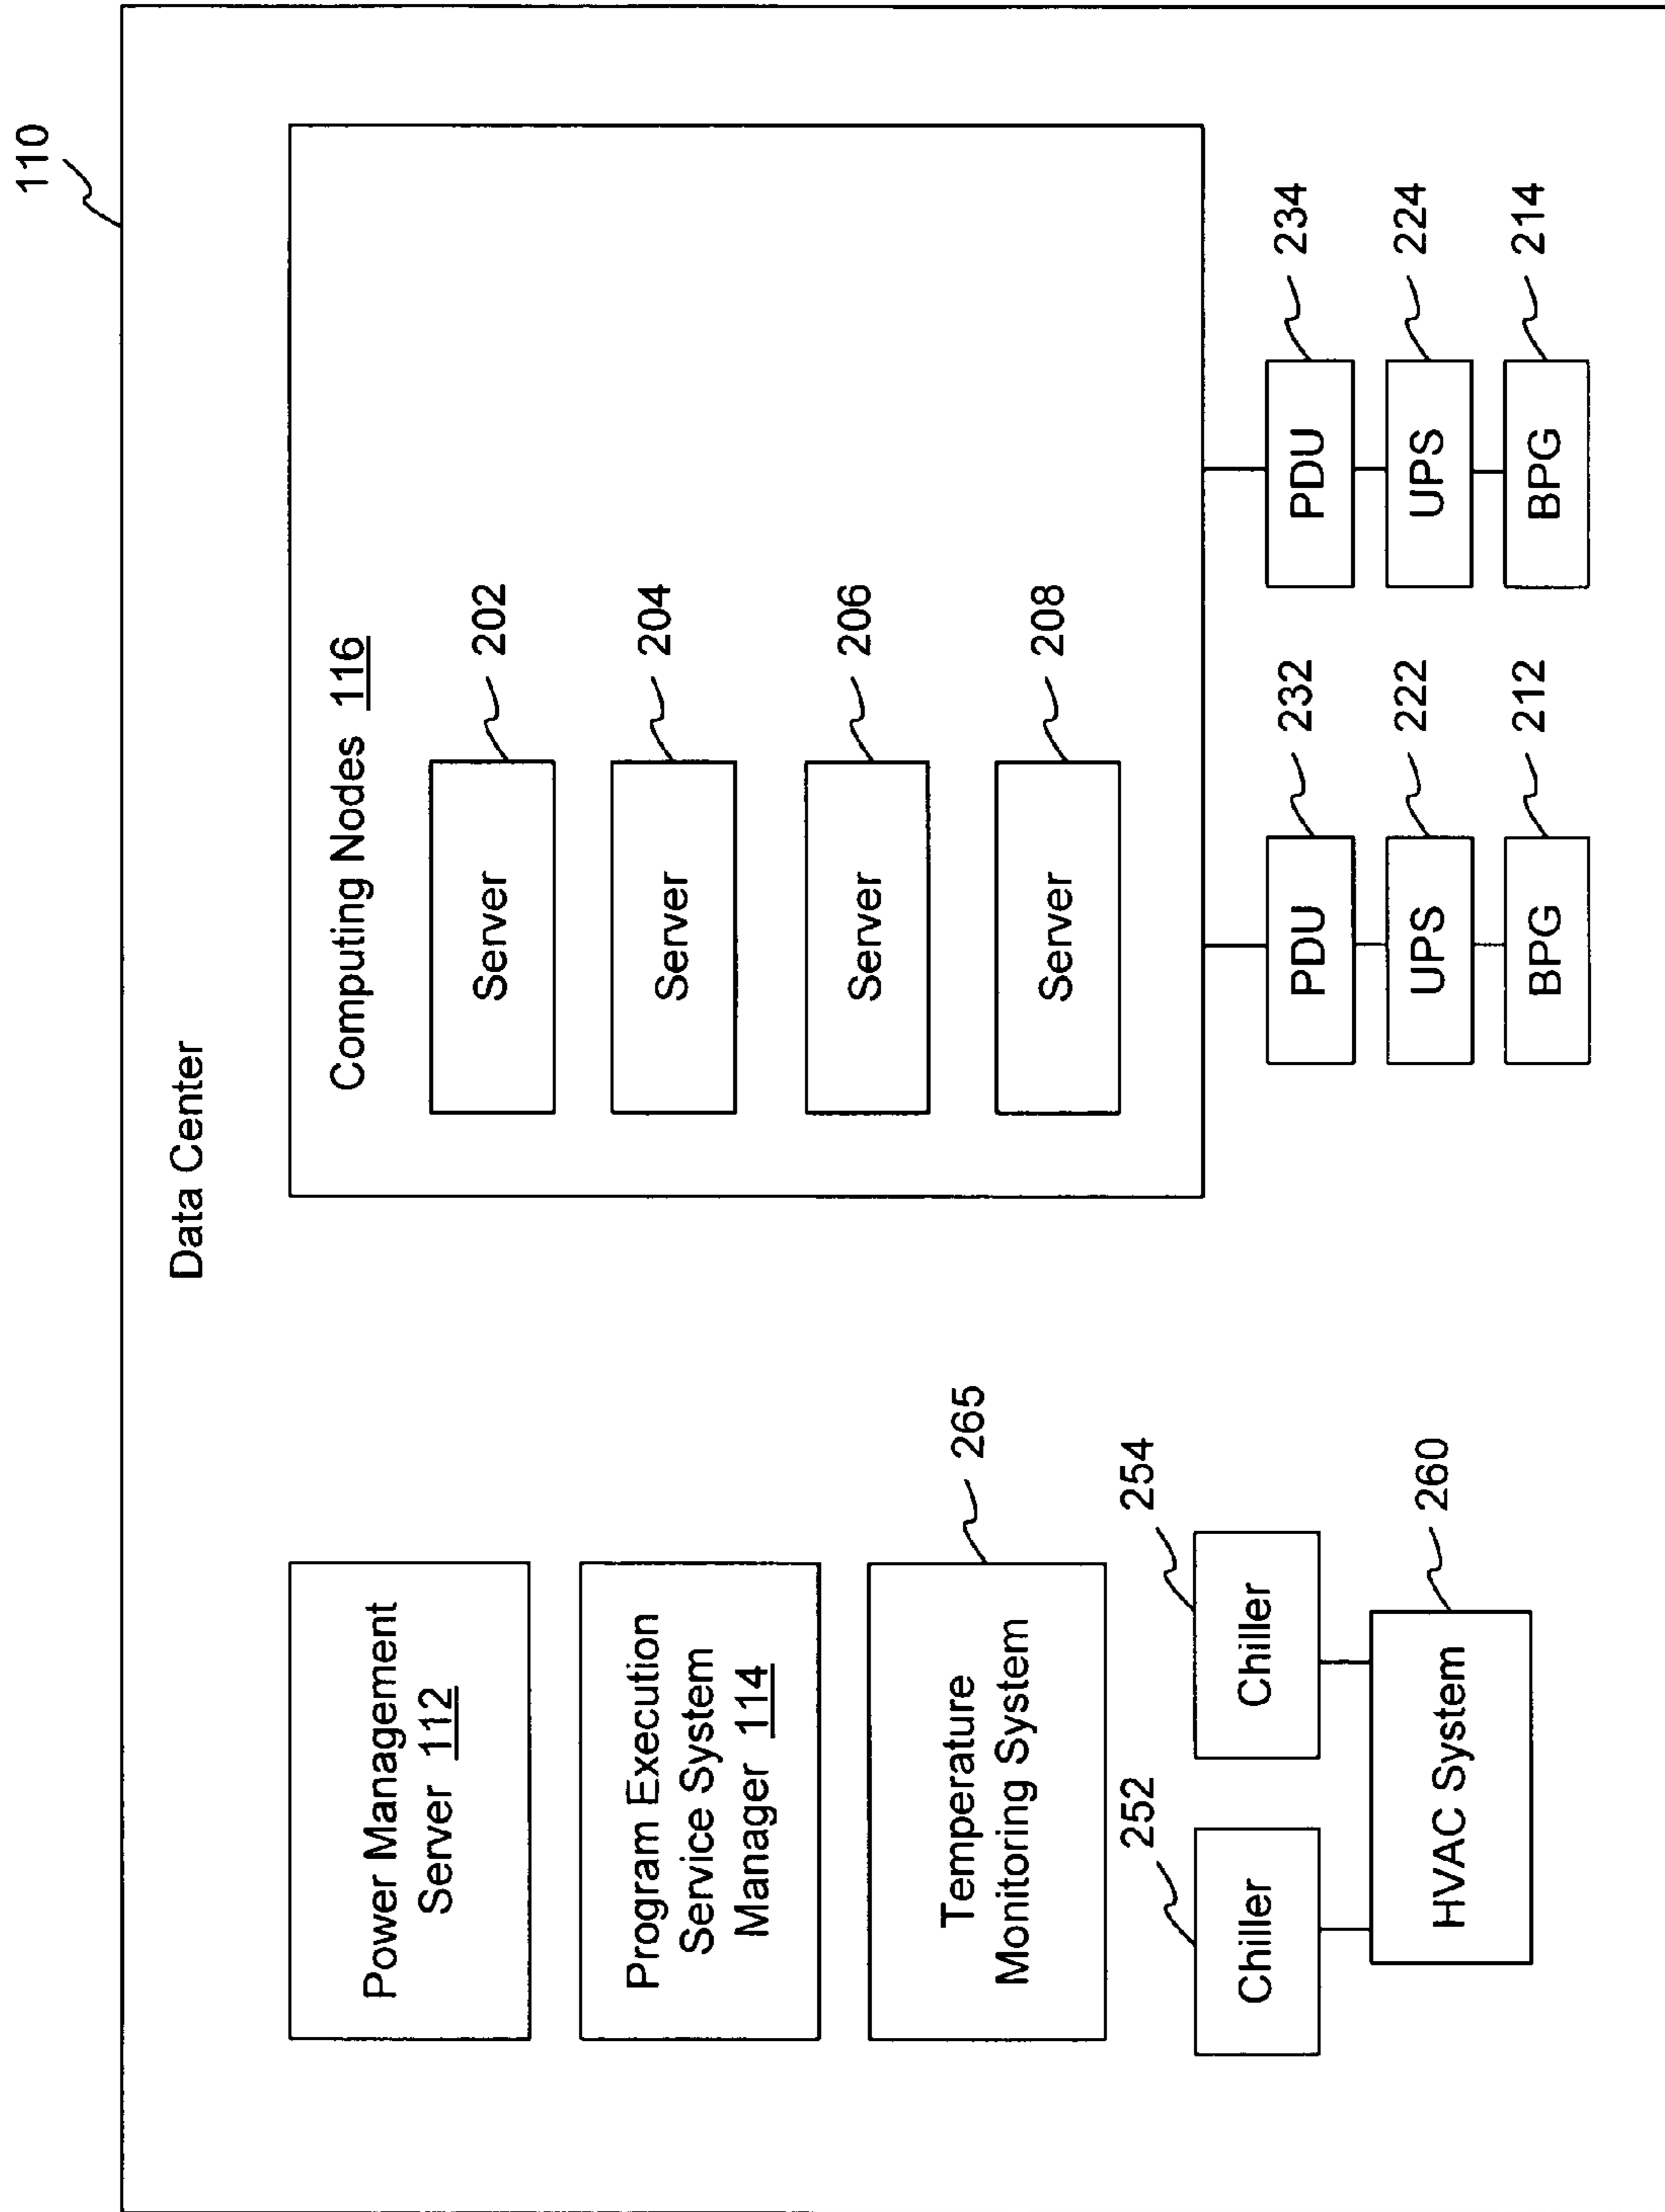 110
Data Center
Power Management
Server 112
Program Execution
Service System
Manager 114
Temperature
Monitoring System
265
252
254
Chiller
Chiller
HVAC System
260
Computing Nodes 116
Server
202
Server
204
Server
206
Server
208
PDU
232
UPS
222
BPG
212
PDU
234
UPS
224
BPG
214